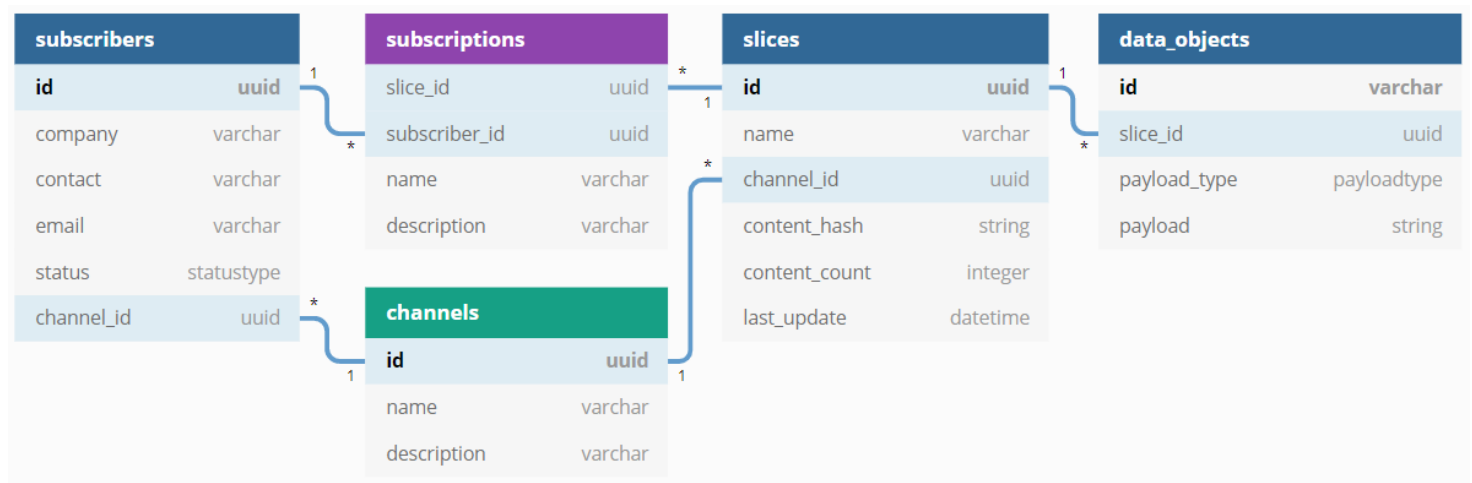 subscribers
id uuid
company varchar
contact varchar
email varchar
status statustype
channel_id uuid
1
*
*
1
subscriptions
slice_id uuid
subscriber_id uuid
name varchar
description varchar
channels
id uuid
name varchar
description varchar
*
1
*
1
slices
id uuid
name varchar
channel_id uuid
content_hash string
content_count integer
last_update datetime
1
*
data_objects
id varchar
slice_id uuid
payload_type payloadtype
payload string